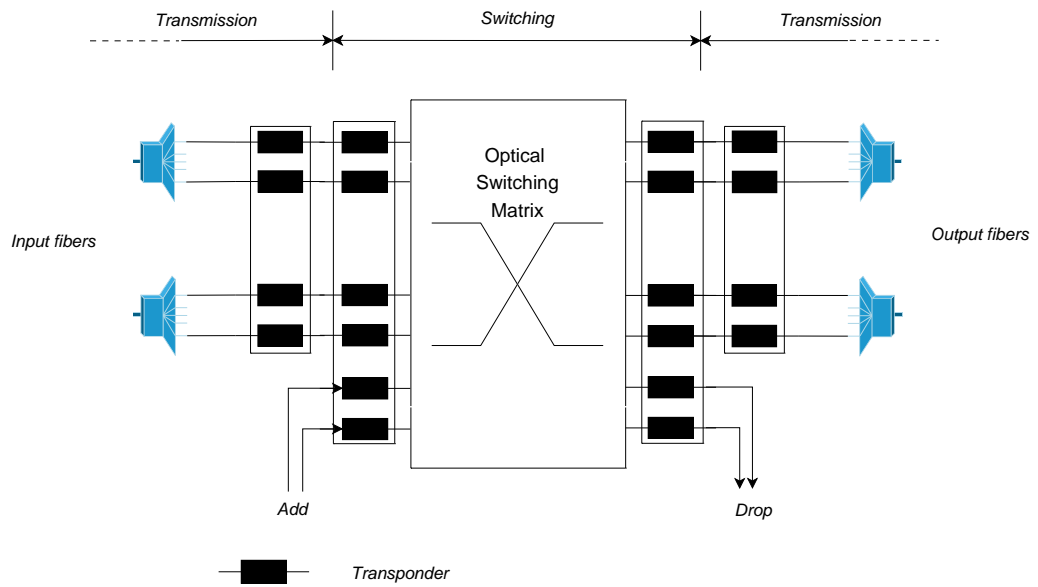 Transmission
Switching
Transmission
Optical
Switching
Matrix
Input fibers
Output fibers
Add
Drop
Transponder